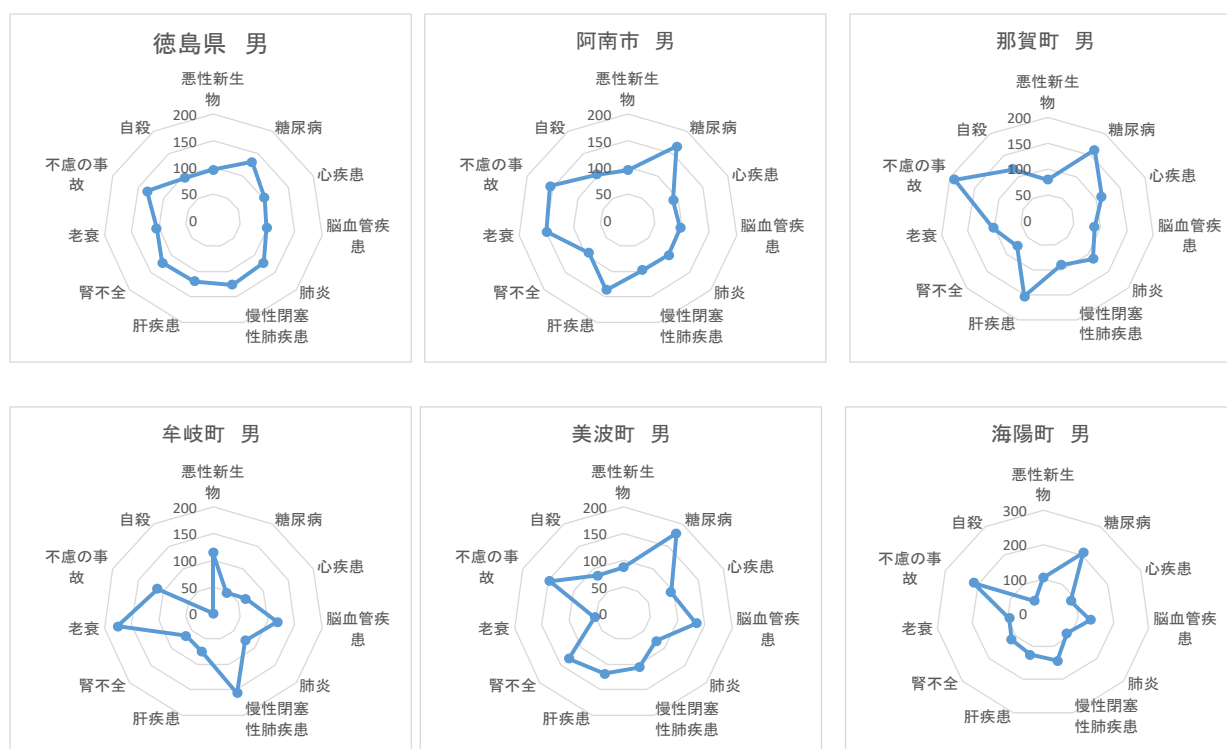 徳島県 男
悪性新生
物
200
150
100
50
0
糖尿病
心疾患
脳血管疾
患
肺炎
慢性閉塞
性肺疾患
肝疾患
腎不全
老衰
不慮の事
故
自殺
阿南市 男
悪性新生
物
200
150
100
50
0
糖尿病
心疾患
脳血管疾
患
肺炎
慢性閉塞
性肺疾患
肝疾患
腎不全
老衰
不慮の事
故
自殺
那賀町 男
悪性新生
物
200
150
100
50
0
糖尿病
心疾患
脳血管疾
患
肺炎
慢性閉塞
性肺疾患
肝疾患
腎不全
老衰
不慮の事
故
自殺
牟岐町 男
悪性新生
物
200
150
100
50
0
糖尿病
心疾患
脳血管疾
患
肺炎
慢性閉塞
性肺疾患
肝疾患
腎不全
老衰
不慮の事
故
自殺
美波町 男
悪性新生
物
200
150
100
50
0
糖尿病
心疾患
脳血管疾
患
肺炎
慢性閉塞
性肺疾患
肝疾患
腎不全
老衰
不慮の事
故
自殺
海陽町 男
悪性新生
物
300
200
100
0
糖尿病
心疾患
脳血管疾
患
肺炎
慢性閉塞
性肺疾患
肝疾患
腎不全
老衰
不慮の事
故
自殺